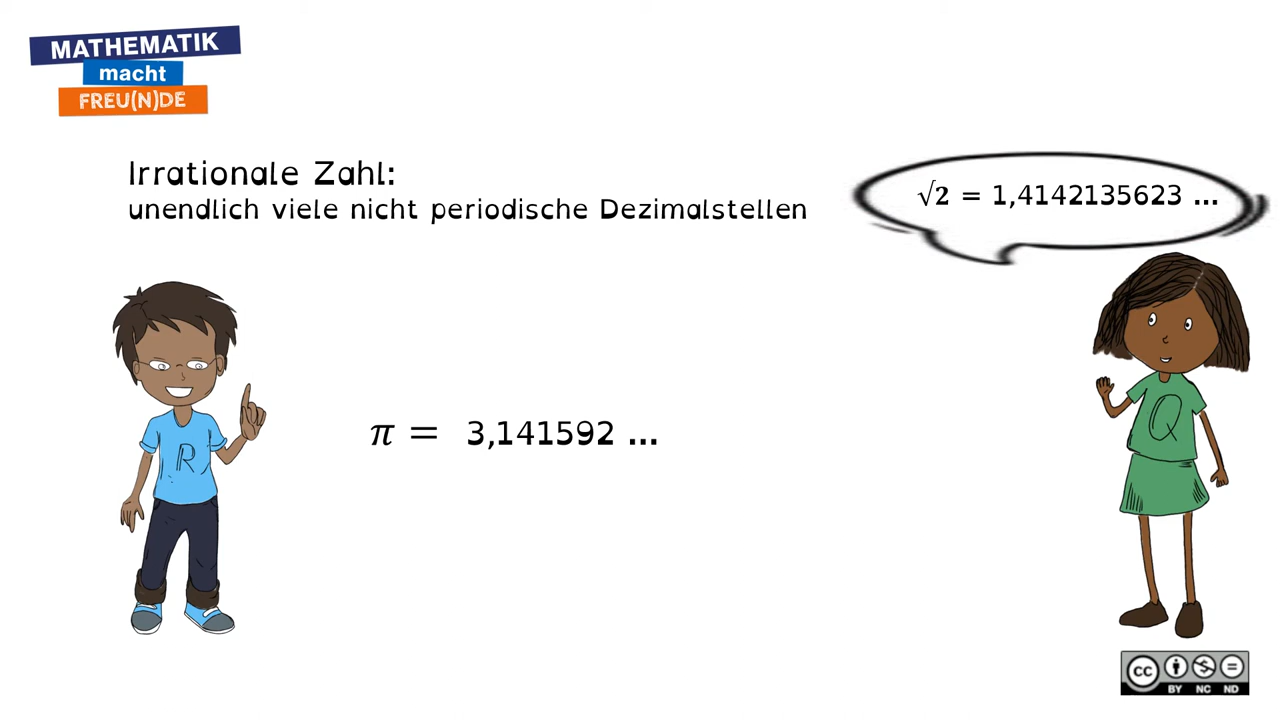 MATHEMATIK
macht
FREU(N)DE
Irrationale Zahl:
unendlich viele nicht periodische Dezimalstellen
√2 = 1,4142135623 ...
R
π = 3,141592 ...
Q
cc
BY NC ND